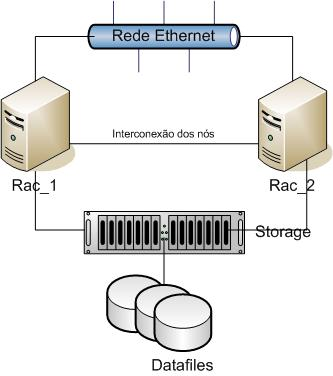 Rede Ethernet
Interconexão dos nós
Rac_1
Rac_2
Storage
Datafiles